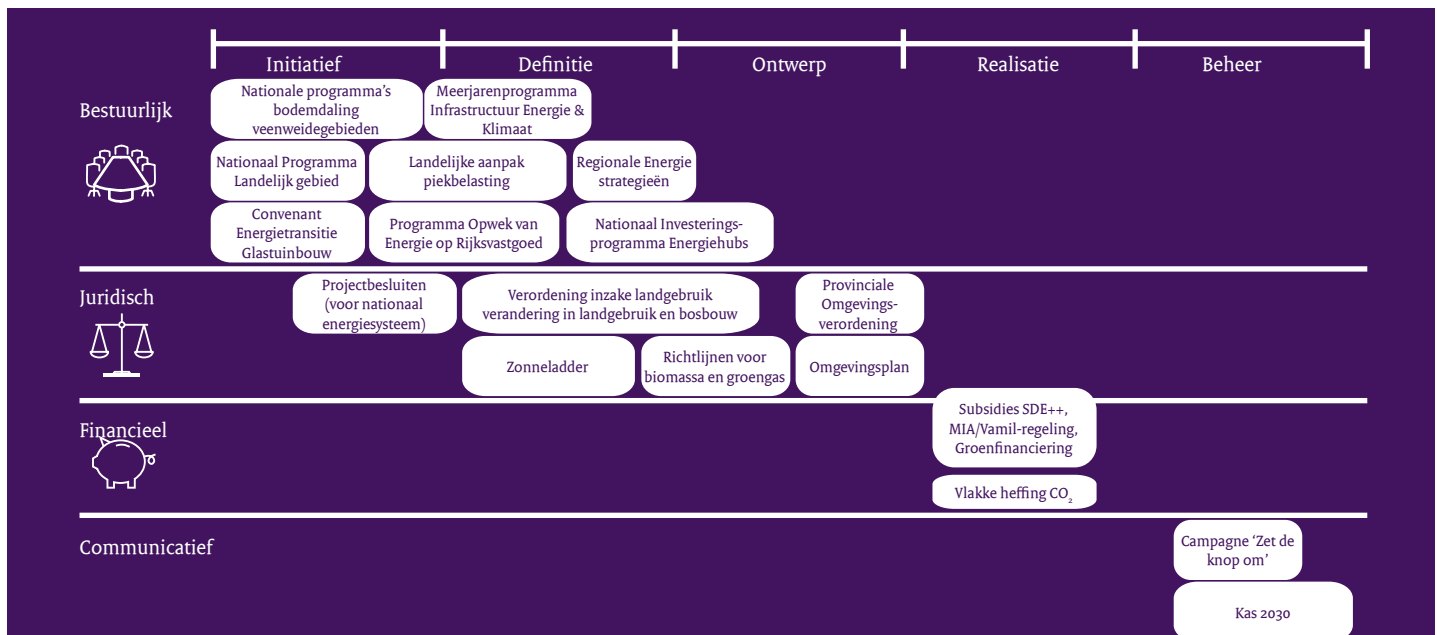 Initiatief
Definitie
Ontwerp
Realisatie
Beheer
Bestuurlijk
Nationale programma’s
bodemdaling
veenweidegebieden
Meerjarenprogramma
Infrastructuur Energie &
Klimaat
Nationaal Programma
Landelijk gebied
Landelijke aanpak
piekbelasting
Regionale Energie
strategieën
Convenant
Energietransitie
Glastuinbouw
Programma Opwek van
Energie op Rijksvastgoed
Nationaal Investerings-
programma Energiehubs
Juridisch
Projectbesluiten
(voor nationaal
energiesysteem)
Verordening inzake landgebruik
verandering in landgebruik en bosbouw
Provinciale
Omgevings-
verordening
Zonneladder
Richtlijnen voor
biomassa en groengas
Omgevingsplan
Financieel
Subsidies SDE++,
MIA/Vamil-regeling,
Groenfinanciering
Vlakke heffing CO₂
Communicatief
Campagne ‘Zet de
knop om’
Kas 2030